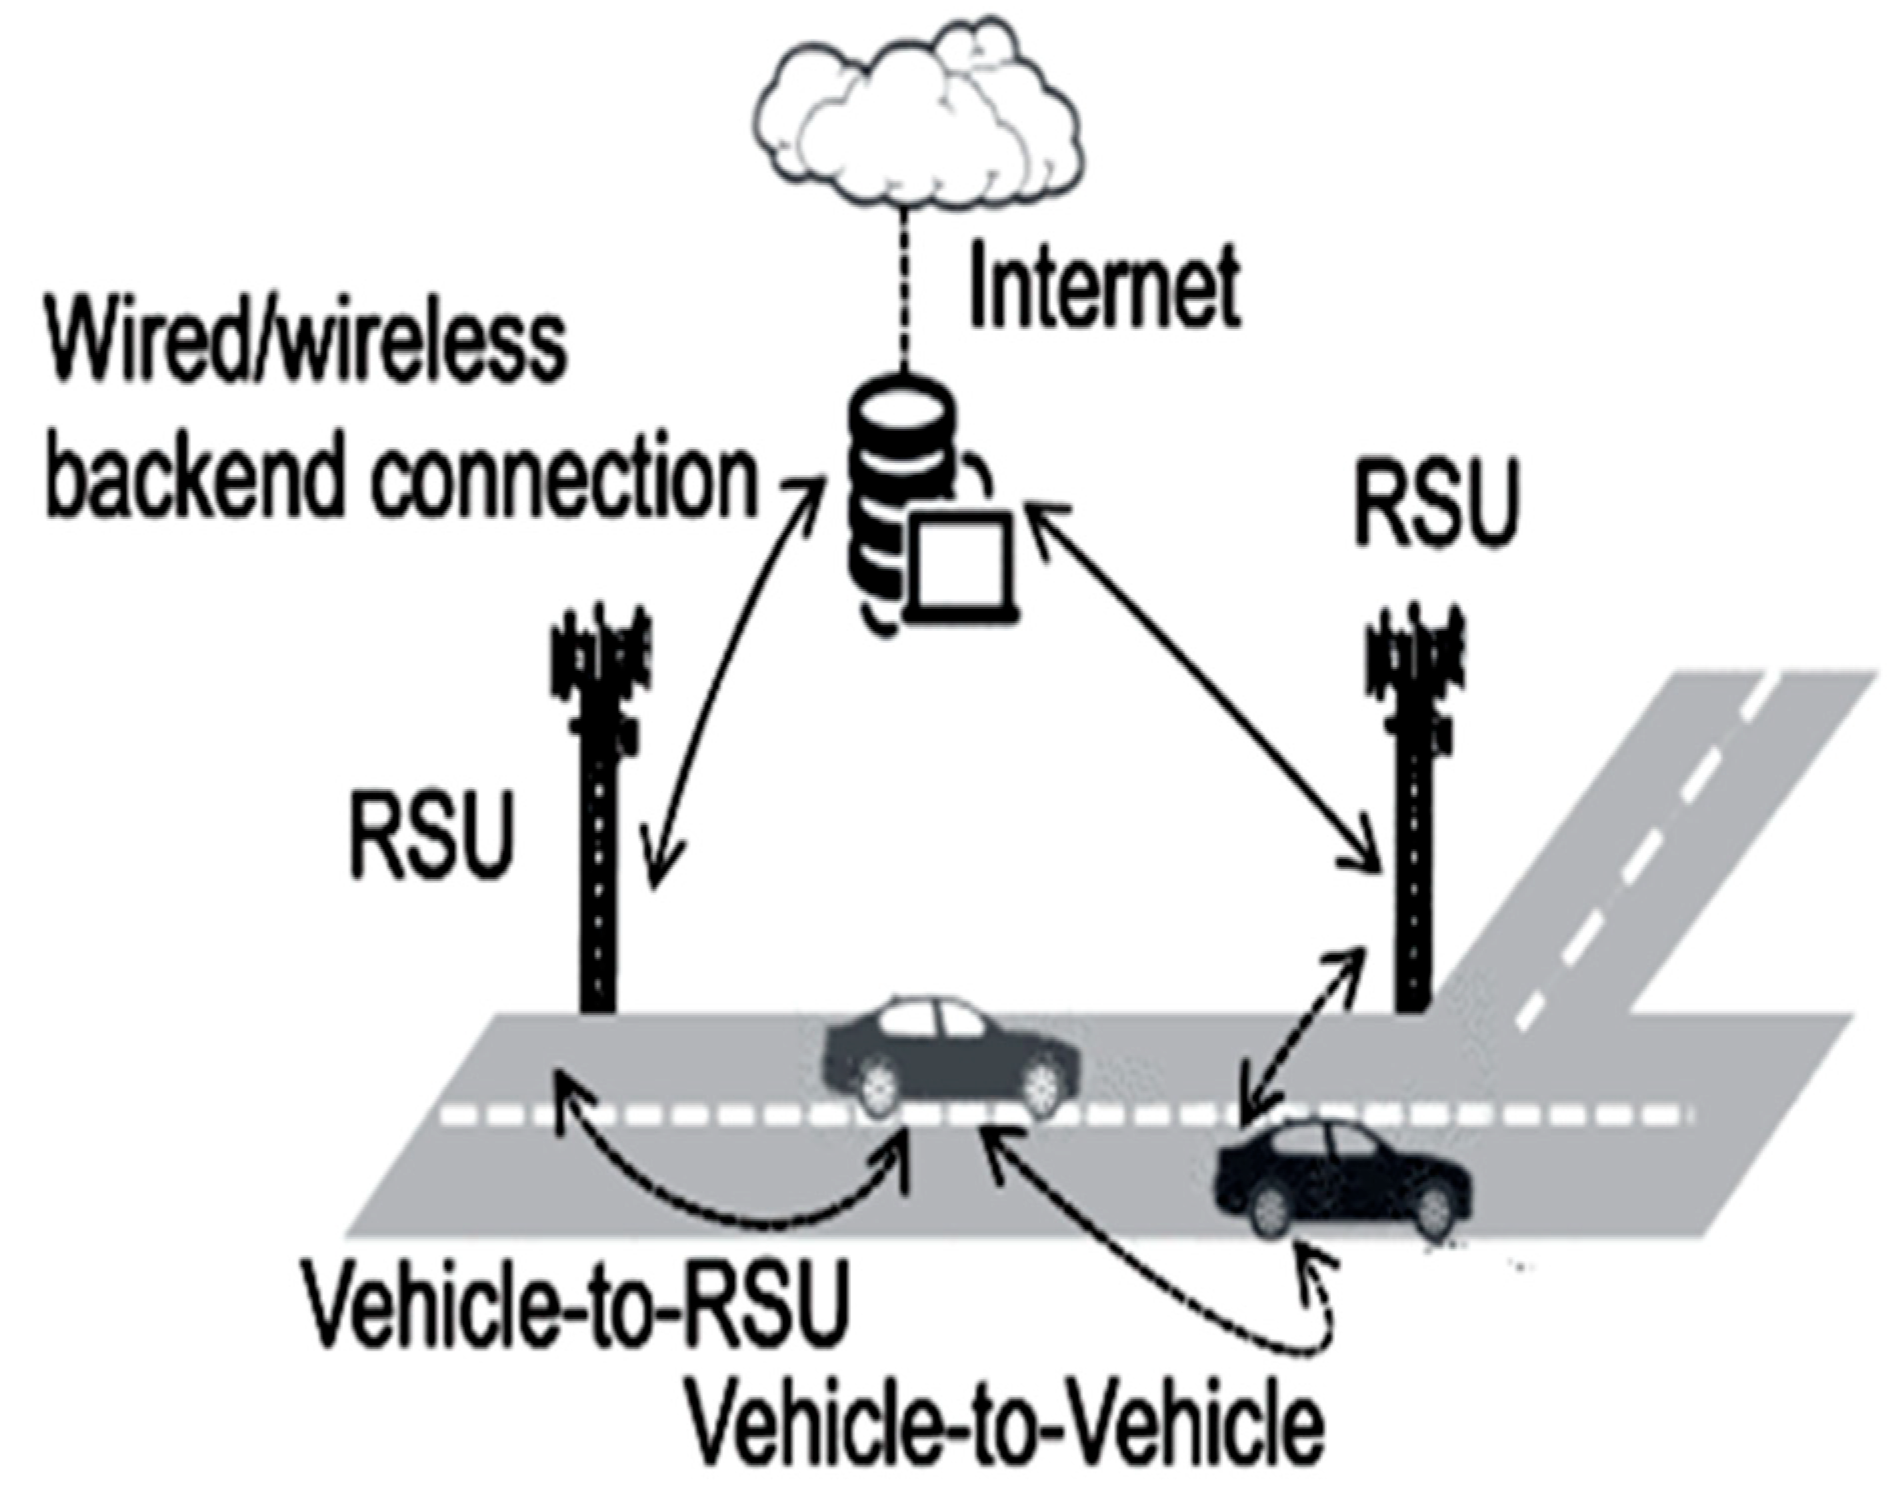 Internet
Wired/wireless
backend connection
RSU
RSU
Vehicle-to-RSU
Vehicle-to-Vehicle